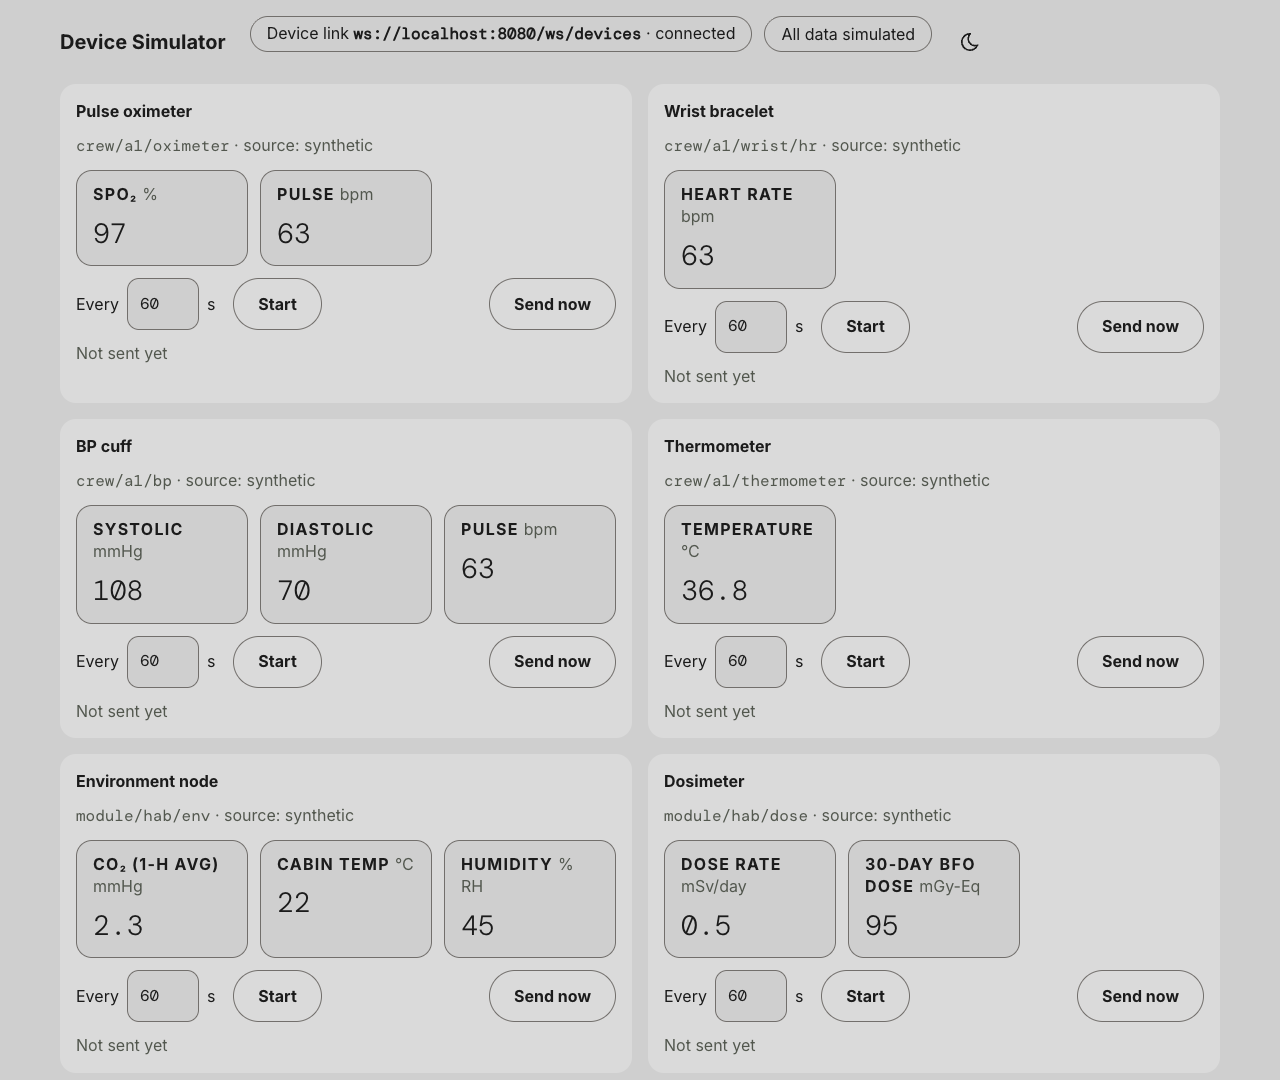 Device Simulator
Device link ws://localhost:8080/ws/devices · connected
All data simulated
Pulse oximeter
crew/a1/oximeter · source: synthetic
SPO₂ %
97
PULSE bpm
63
Every 60 s Start Send now
Not sent yet
Wrist bracelet
crew/a1/wrist/hr · source: synthetic
HEART RATE
bpm
63
Every 60 s Start Send now
Not sent yet
BP cuff
crew/a1/bp · source: synthetic
SYSTOLIC
mmHg
108
DIASTOLIC
mmHg
70
PULSE bpm
63
Every 60 s Start Send now
Not sent yet
Thermometer
crew/a1/thermometer · source: synthetic
TEMPERATURE
°C
36.8
Every 60 s Start Send now
Not sent yet
Environment node
module/hab/env · source: synthetic
CO₂ (1-H AVG)
mmHg
2.3
CABIN TEMP °C
22
HUMIDITY %
RH
45
Every 60 s Start Send now
Not sent yet
Dosimeter
module/hab/dose · source: synthetic
DOSE RATE
mSv/day
0.5
30-DAY BFO
DOSE mGy-Eq
95
Every 60 s Start Send now
Not sent yet